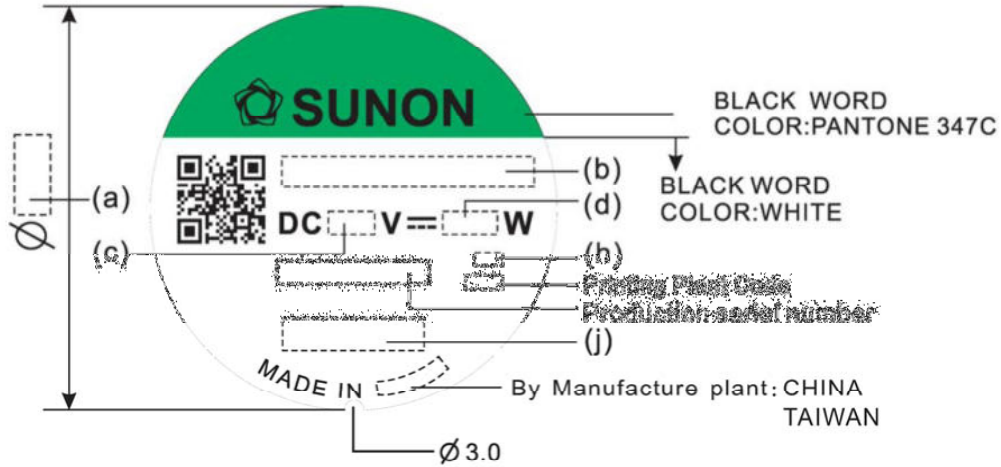 SUNON
BLACK WORD
COLOR:PANTONE 347C
BLACK WORD
COLOR:WHITE
(a)
(b)
DC V W
(d)
(c)
(h)
Printing Plant Code
Production serial number
(j)
MADE IN
By Manufacture plant: CHINA
TAIWAN
Ø
Ø 3.0